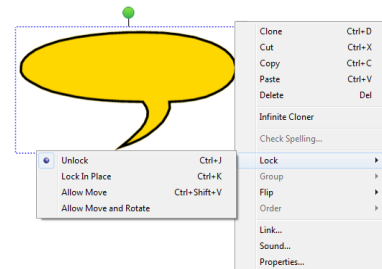 Clone Ctrl+D
Cut Ctrl+X
Copy Ctrl+C
Paste Ctrl+V
Delete Del
Infinite Cloner
Check Spelling...
Lock
Group
Flip
Order
Link...
Sound...
Properties...
Unlock Ctrl+J
Lock In Place Ctrl+K
Allow Move Ctrl+Shift+V
Allow Move and Rotate